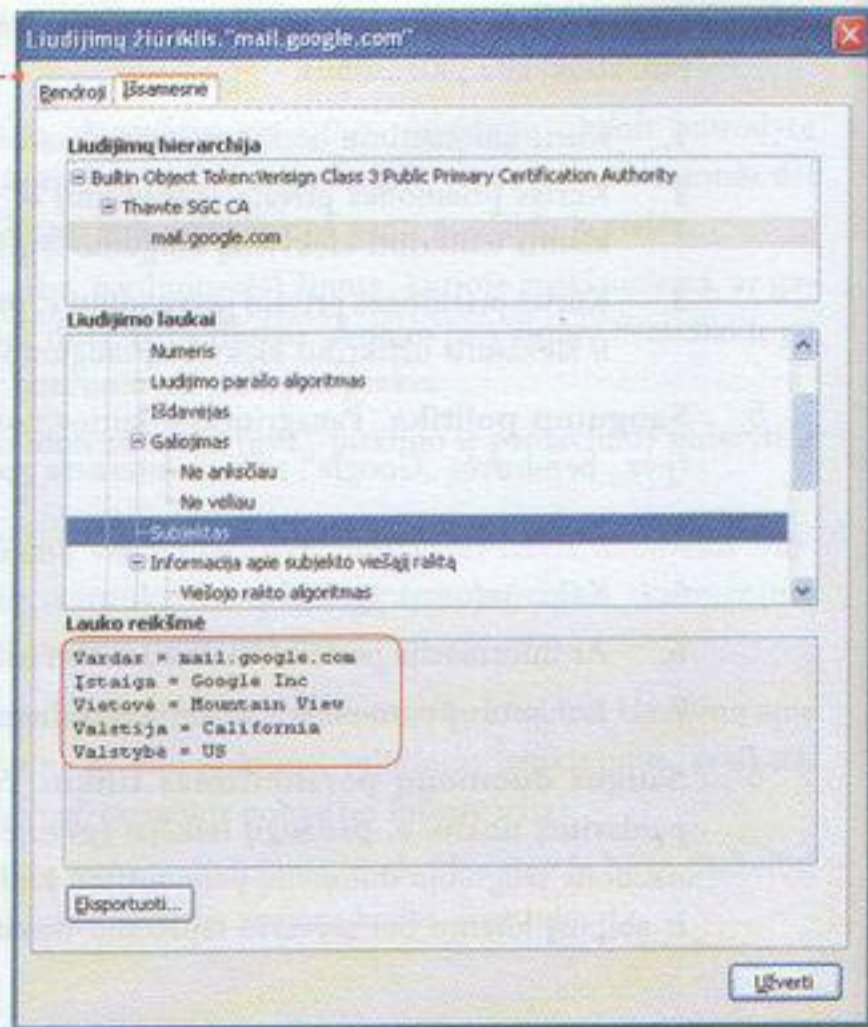 Liudijimų žiūriklis."mail.google.com"
Bendroji Išsamesnė
Liudijimų hierarchija
Builtin Object Token:Verisign Class 3 Public Primary Certification Authority
Thawte SGC CA
mail.google.com
Liudijimo laukai
Numeris
Liudijimo parašo algoritmas
Išdavėjas
Galiojimas
Ne anksčiau
Ne vėliau
Subjektas
Informacija apie subjekto viešąjį raktą
Viešojo rakto algoritmas
Lauko reikšmė
Vardas = mail.google.com
Įstaiga = Google Inc
Vietovė = Mountain View
Valstija = California
Valstybė = US
Eksportuoti...
Užverti